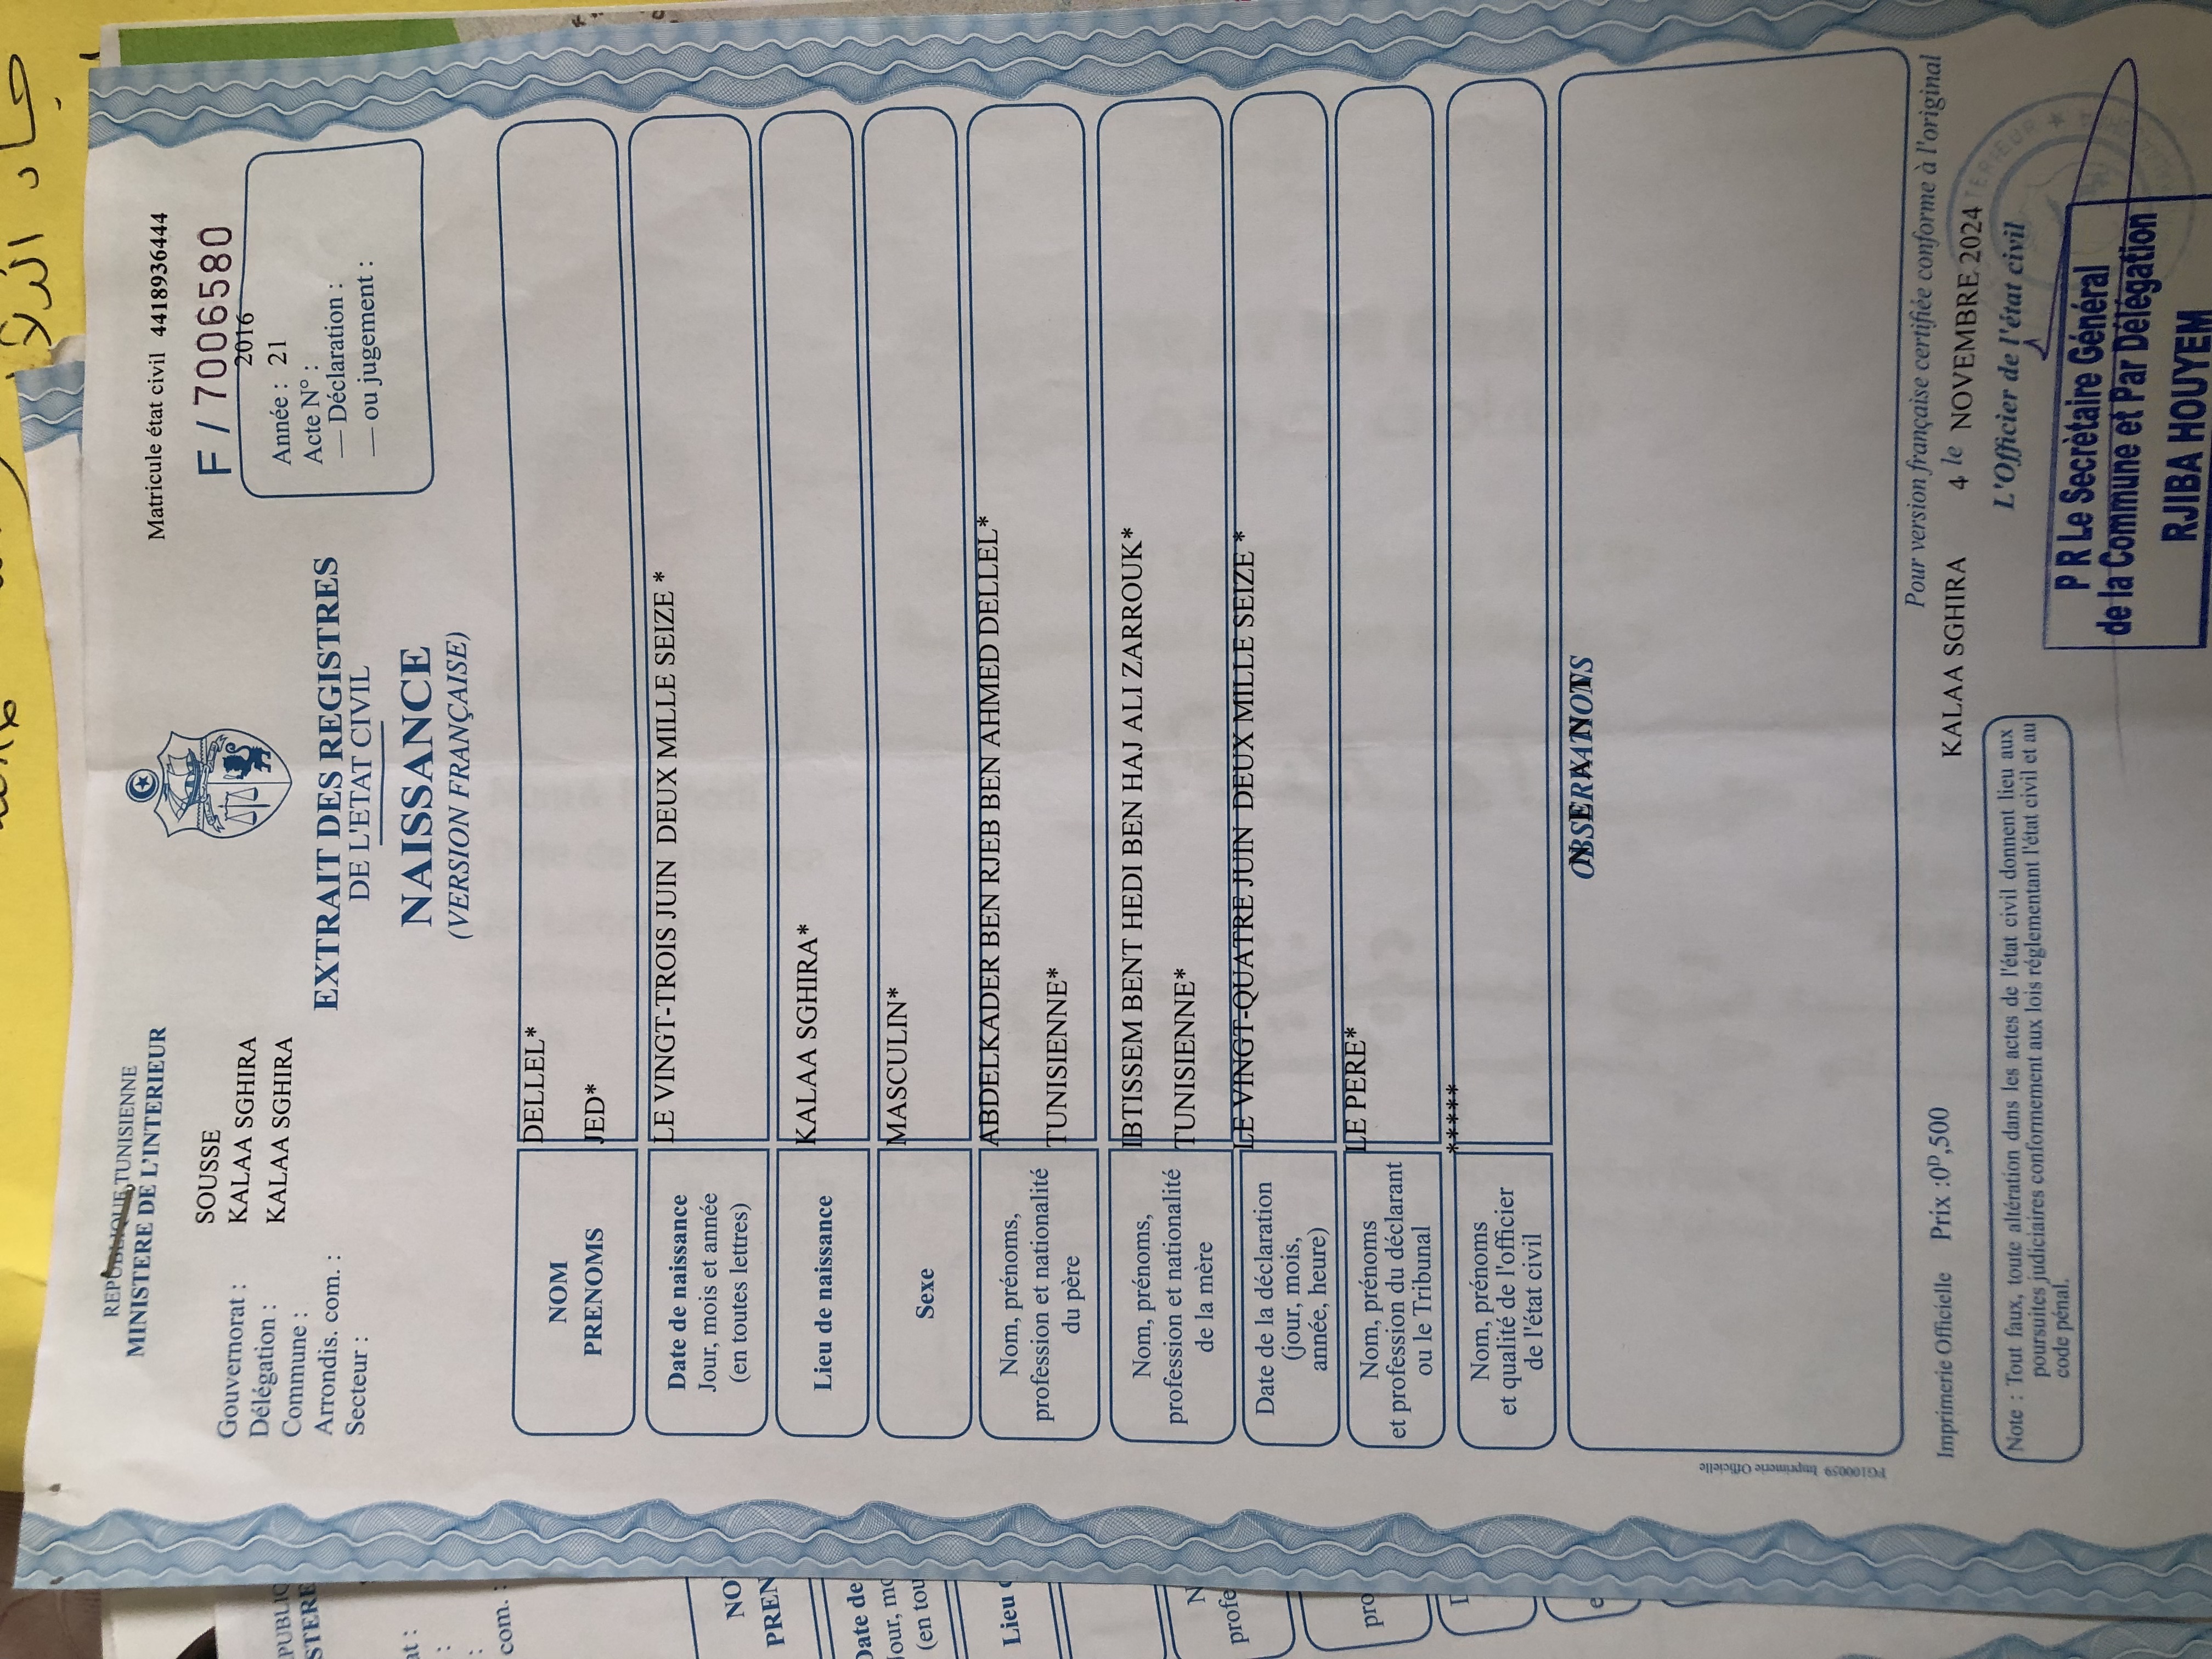 REPUBLIQUE TUNISIENNE
MINISTERE DE L'INTERIEUR
Matricule état civil 4418936444
F / 7006580
2016
Année : 21
Acte N° :
— Déclaration :
— ou jugement :
Gouvernorat : SOUSSE
Délégation : KALAA SGHIRA
Commune : KALAA SGHIRA
Arrondis. com. :
Secteur :
EXTRAIT DES REGISTRES
DE L'ETAT CIVIL
NAISSANCE
(VERSION FRANÇAISE)
NOM DELLEL*
PRENOMS JED*
Date de naissance
Jour, mois et année
(en toutes lettres)
LE VINGT-TROIS JUIN DEUX MILLE SEIZE *
Lieu de naissance KALAA SGHIRA*
Sexe MASCULIN*
Nom, prénoms,
profession et nationalité
du père
ABDELKADER BEN RJEB BEN AHMED DELLEL*
TUNISIENNE*
Nom, prénoms,
profession et nationalité
de la mère
IBTISSEM BENT HEDI BEN HAJ ALI ZARROUK*
TUNISIENNE*
Date de la déclaration
(jour, mois,
année, heure)
LE VINGT-QUATRE JUIN DEUX MILLE SEIZE *
Nom, prénoms
et profession du déclarant
ou le Tribunal
LE PERE*
Nom, prénoms
et qualité de l'officier
de l'état civil
*****
OBSERVATIONS
NEANT
PG100059 Imprimerie Officielle
Imprimerie Officielle Prix :0D,500
Pour version française certifiée conforme à l'original
KALAA SGHIRA 4 le NOVEMBRE 2024
L'Officier de l'état civil
P R Le Secrètaire Général
de la Commune et Par Délégation
RJIBA HOUYEM
Note : Tout faux, toute altération dans les actes de l'état civil donnent lieu aux
poursuites judiciaires conformement aux lois réglementant l'état civil et au
code pénal.